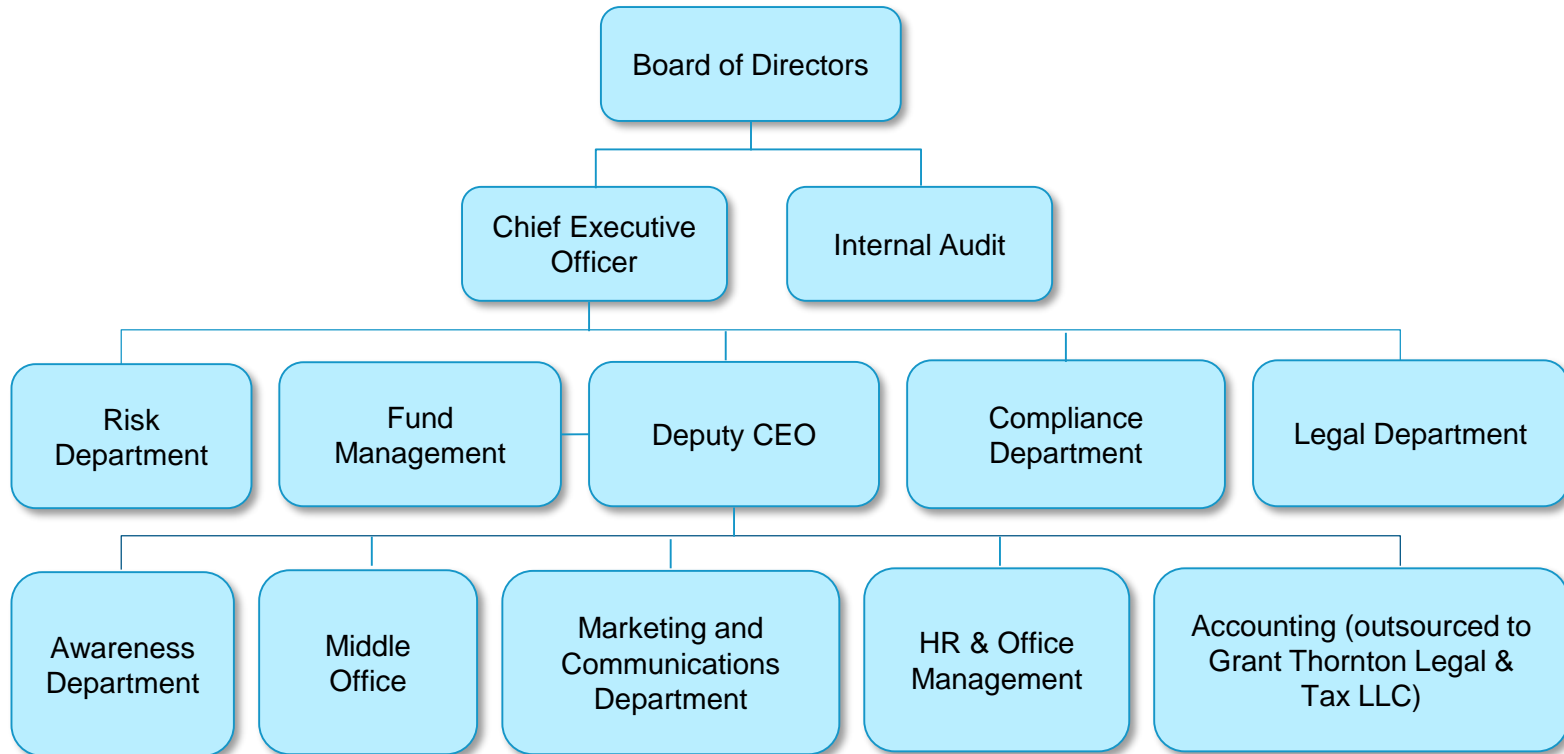 Board of Directors
Chief Executive
Officer
Internal Audit
Risk
Department
Fund
Management
Deputy CEO
Compliance
Department
Legal Department
Awareness
Department
Middle
Office
Marketing and
Communications
Department
HR & Office
Management
Accounting (outsourced to
Grant Thornton Legal &
Tax LLC)